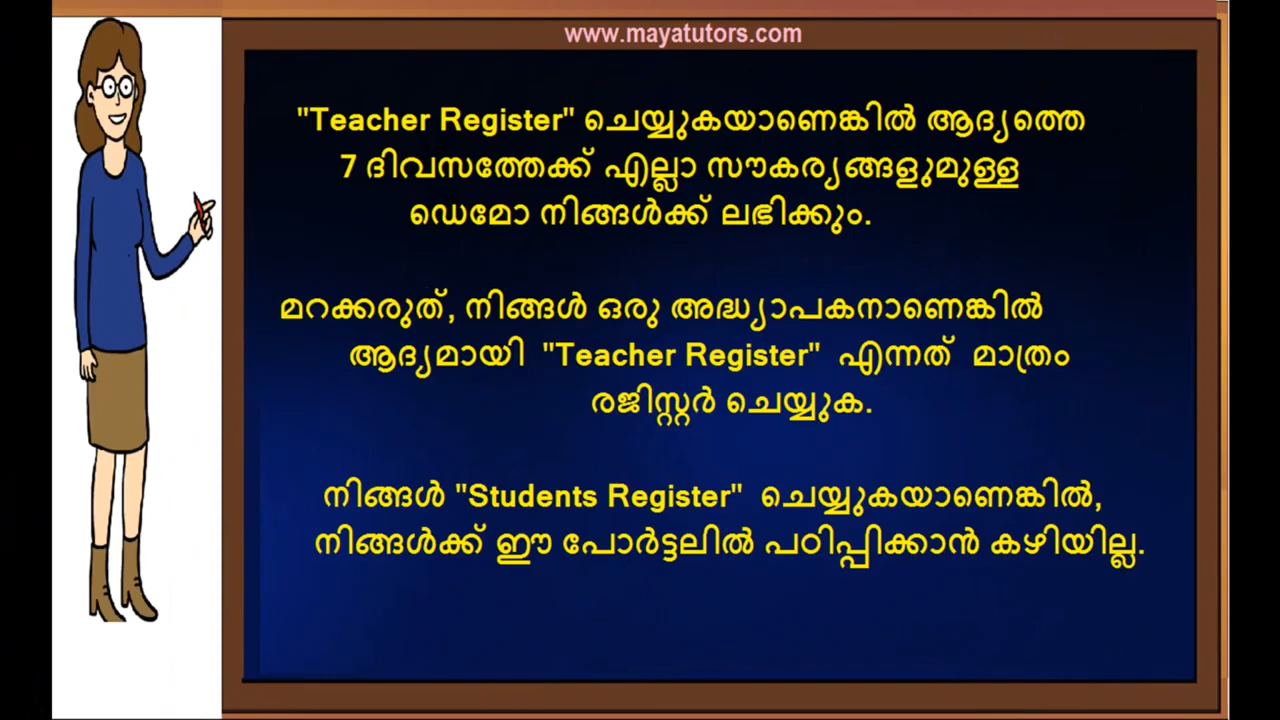 www.mayatutors.com
"Teacher Register" ചെയ്യുകയാണെങ്കിൽ ആദ്യത്തെ
7 ദിവസത്തേക്ക് എല്ലാ സൗകര്യങ്ങളുമുള്ള
ഡെമോ നിങ്ങൾക്ക് ലഭിക്കും.
മറക്കരുത്, നിങ്ങൾ ഒരു അദ്ധ്യാപകനാണെങ്കിൽ
ആദ്യമായി "Teacher Register" എന്നത് മാത്രം
രജിസ്റ്റർ ചെയ്യുക.
നിങ്ങൾ "Students Register" ചെയ്യുകയാണെങ്കിൽ,
നിങ്ങൾക്ക് ഈ പോർട്ടലിൽ പഠിപ്പിക്കാൻ കഴിയില്ല.